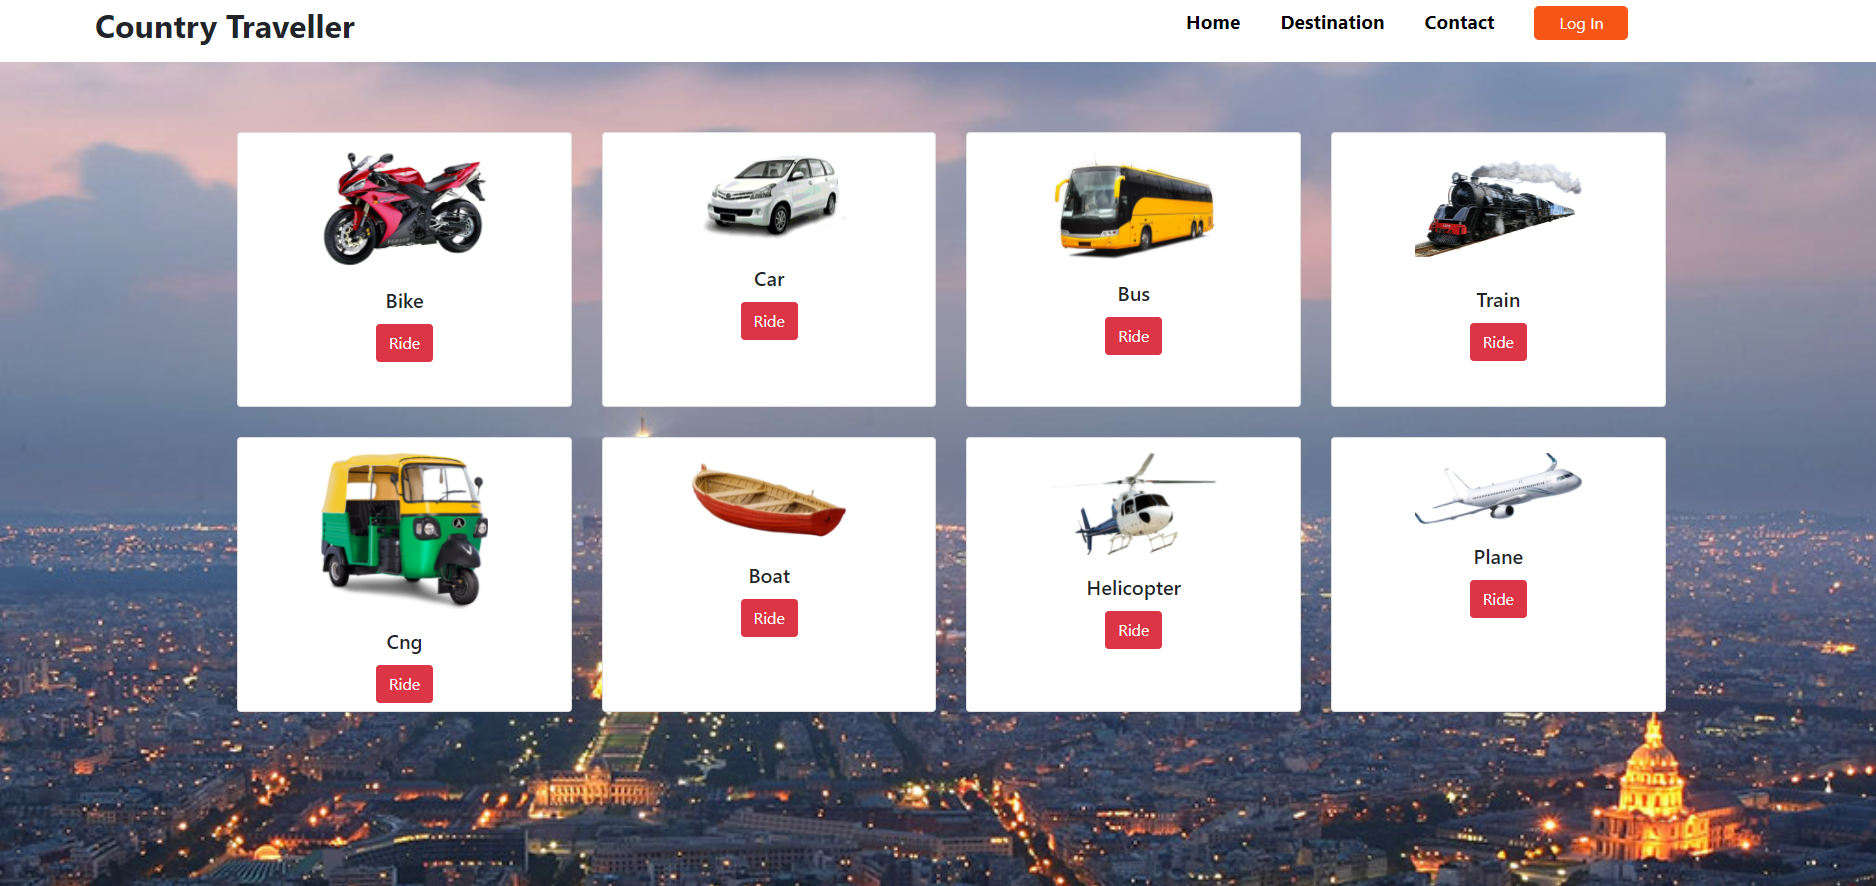 Country Traveller
Home Destination Contact Log In
Bike
Ride
Car
Ride
Bus
Ride
Train
Ride
Cng
Ride
Boat
Ride
Helicopter
Ride
Plane
Ride